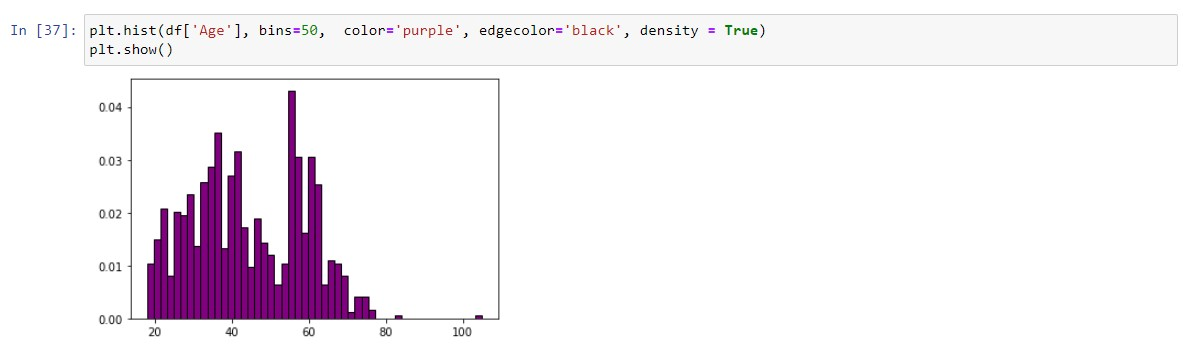 In [37]: plt.hist(df['Age'], bins=50,  color='purple', edgecolor='black', density = True)
plt.show()
0.04
0.03
0.02
0.01
0.00
20 40 60 80 100